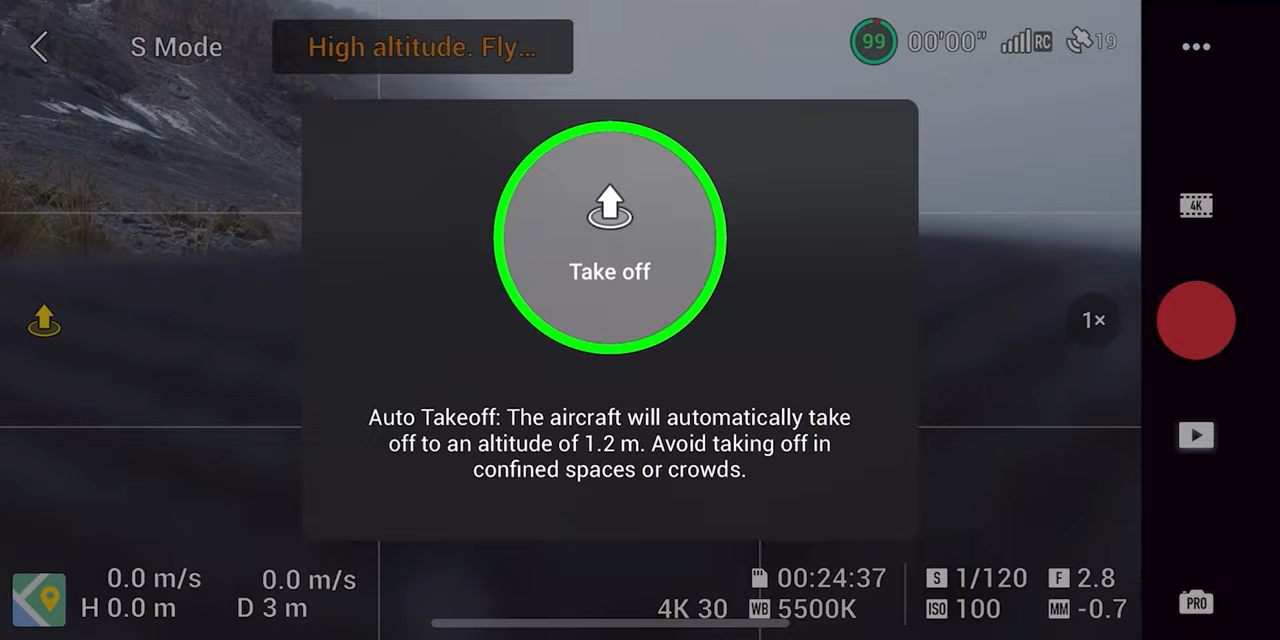 S Mode
High altitude. Fly...
99
00'00"
RC
19
4K
Take off
1×
Auto Takeoff: The aircraft will automatically take
off to an altitude of 1.2 m. Avoid taking off in
confined spaces or crowds.
0.0 m/s 0.0 m/s
H 0.0 m D 3 m
00:24:37
4K 30 WB 5500K
S 1/120 F 2.8
ISO 100 MM -0.7
PRO